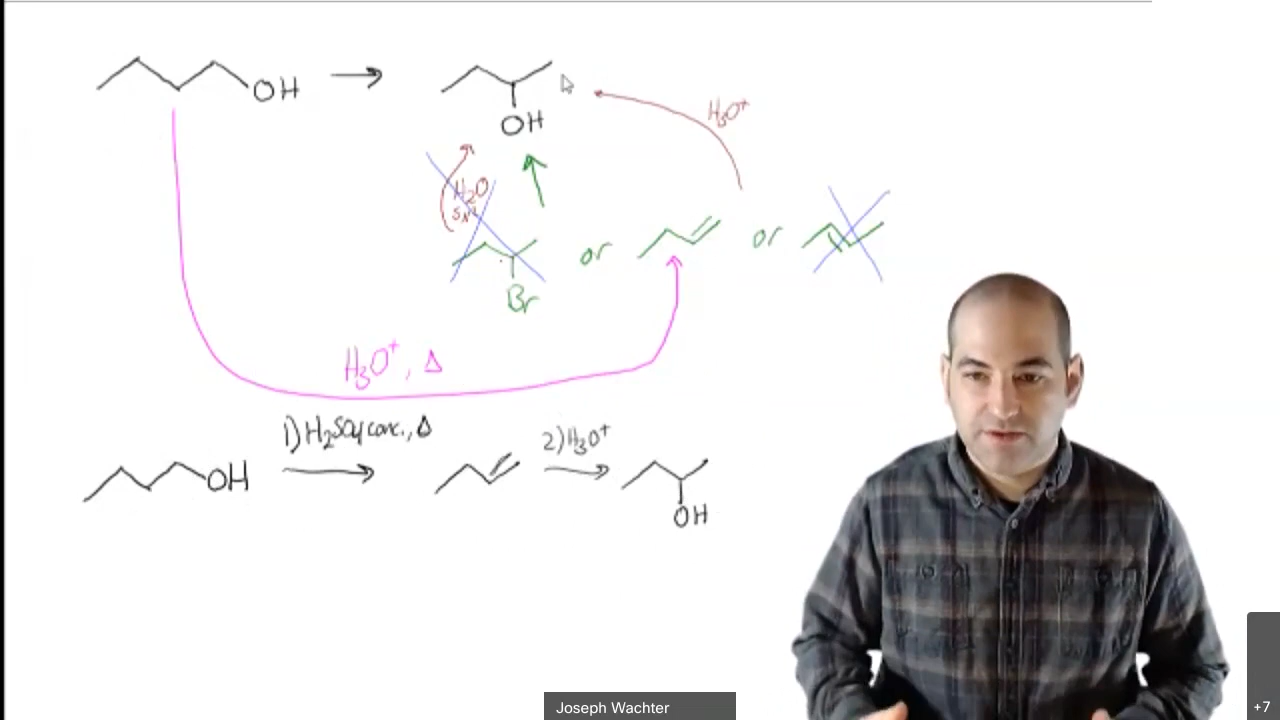 OH
OH
H₃O⁺
H₂O
SN1
or
or
Br
H₃O⁺, Δ
1) H₂SO₄ conc., Δ
2) H₃O⁺
OH
OH
Joseph Wachter
+7